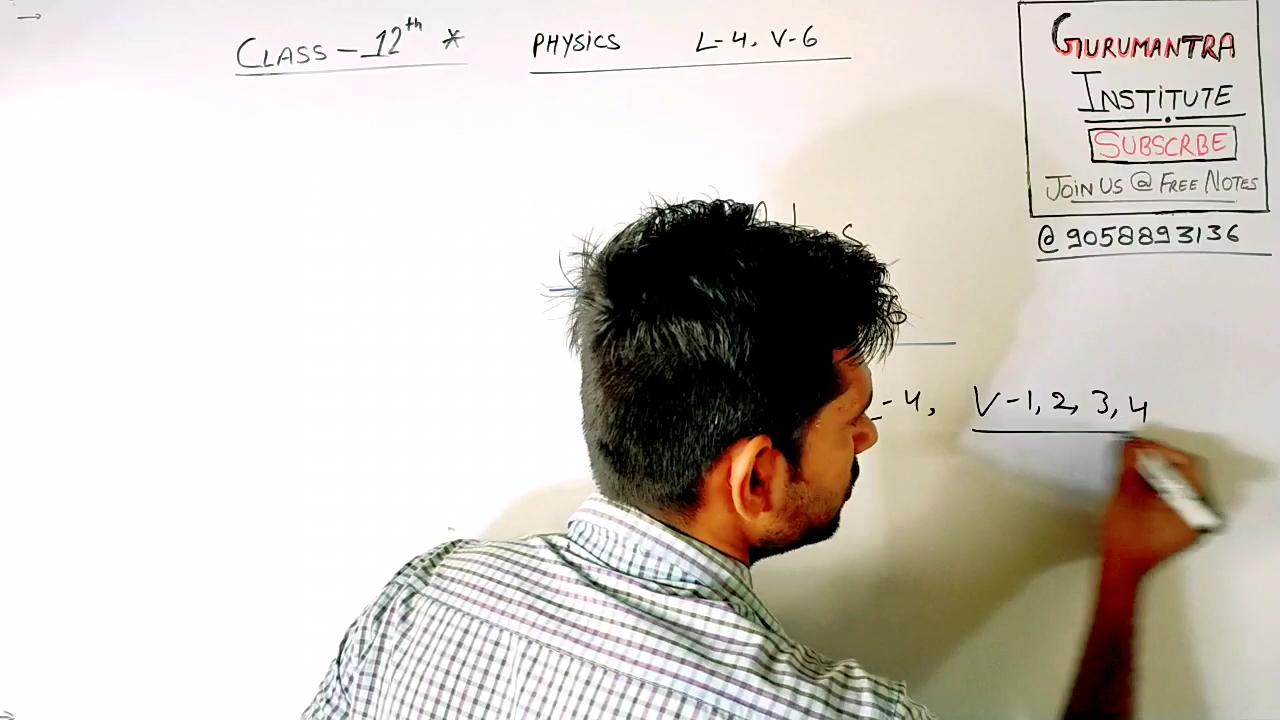 CLASS - 12th * PHYSICS L-4, V-6
GURUMANTRA
INSTITUTE
SUBSCRBE
JOIN US @ FREE NOTES
@ 9058893136
-4, V-1, 2, 3, 4